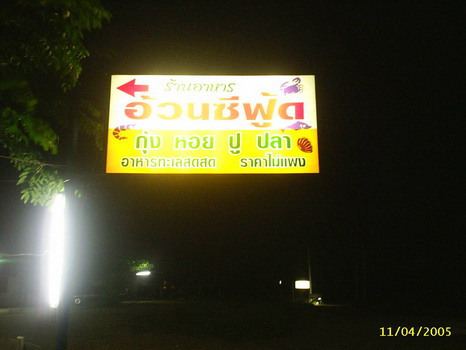 ร้านอาหาร
อ้วนซีฟู้ด
กุ้ง หอย ปู ปลา
อาหารทะเลสดสด ราคาไม่แพง
11/04/2005